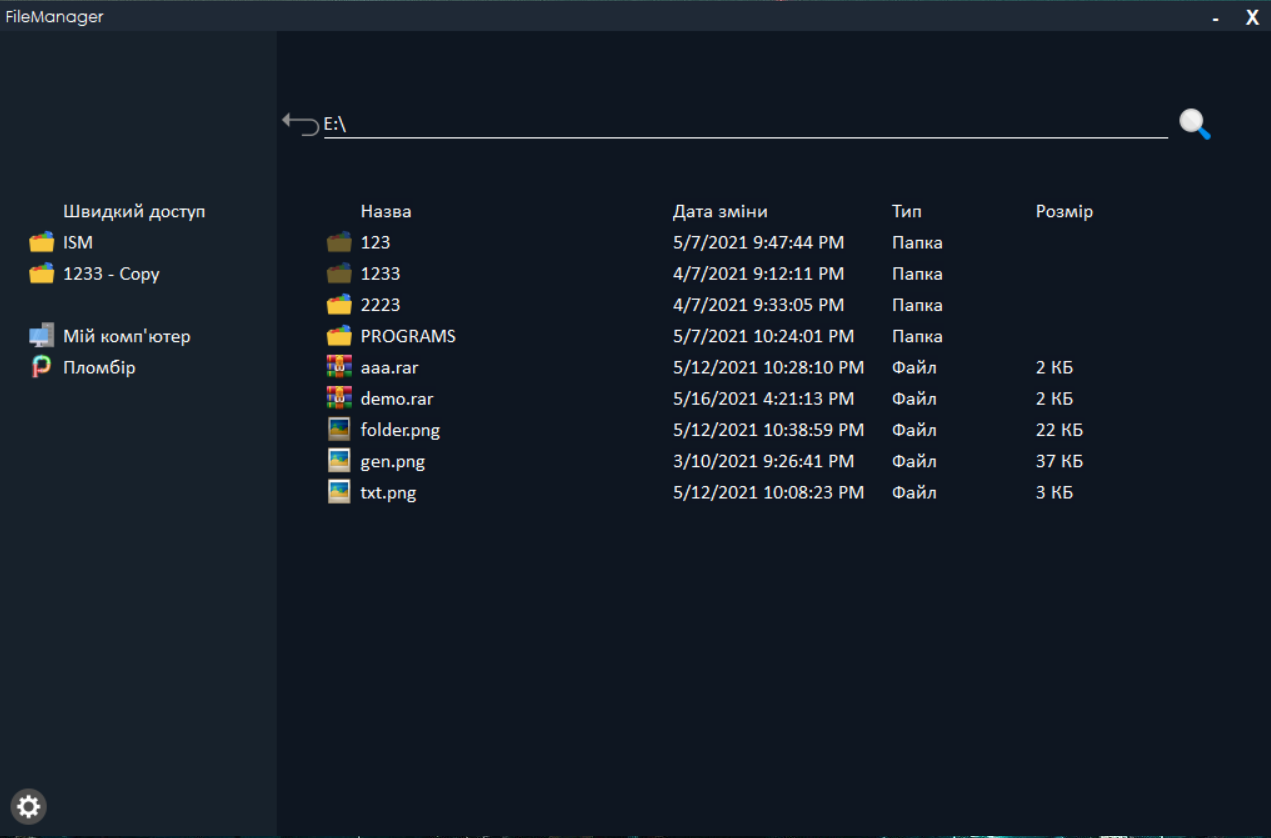 FileManager - X
E:\
Швидкий доступ
ISM
1233 - Copy
Мій комп'ютер
Пломбір
Назва Дата зміни Тип Розмір
123 5/7/2021 9:47:44 PM Папка
1233 4/7/2021 9:12:11 PM Папка
2223 4/7/2021 9:33:05 PM Папка
PROGRAMS 5/7/2021 10:24:01 PM Папка
aaa.rar 5/12/2021 10:28:10 PM Файл 2 КБ
demo.rar 5/16/2021 4:21:13 PM Файл 2 КБ
folder.png 5/12/2021 10:38:59 PM Файл 22 КБ
gen.png 3/10/2021 9:26:41 PM Файл 37 КБ
txt.png 5/12/2021 10:08:23 PM Файл 3 КБ